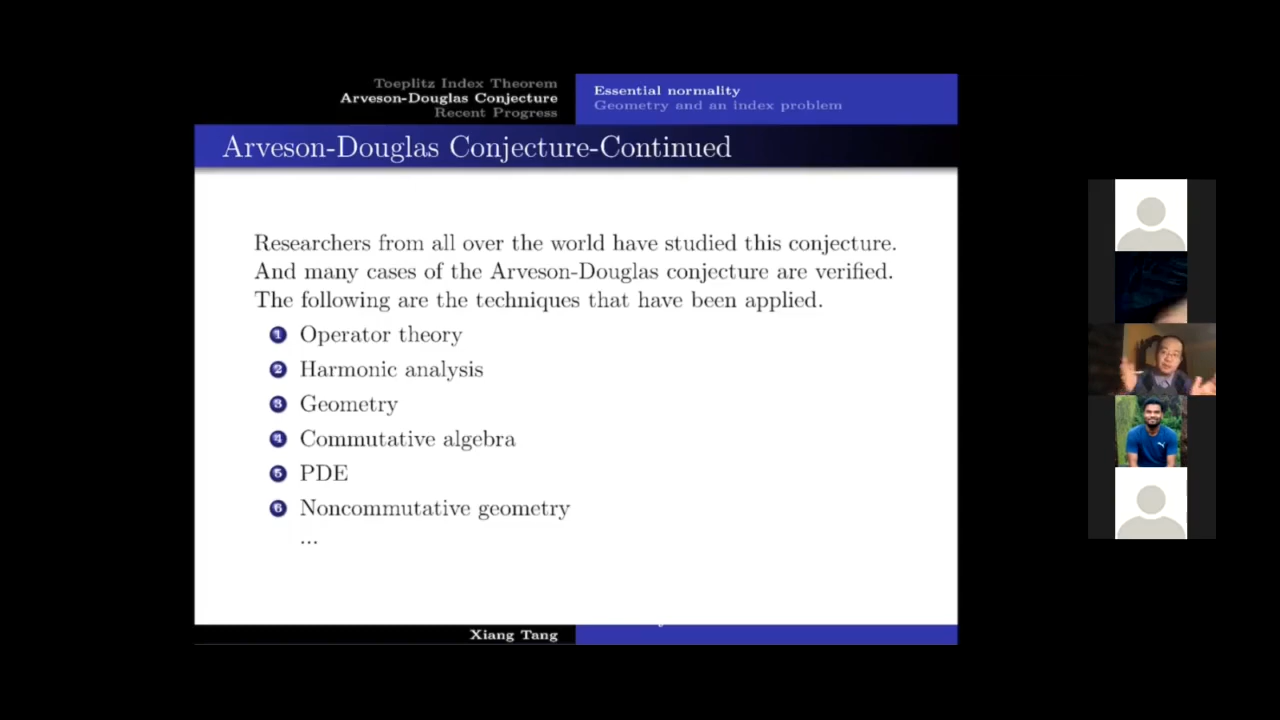 Toeplitz Index Theorem
Arveson-Douglas Conjecture
Recent Progress
Essential normality
Geometry and an index problem
Arveson-Douglas Conjecture-Continued
Researchers from all over the world have studied this conjecture.
And many cases of the Arveson-Douglas conjecture are verified.
The following are the techniques that have been applied.
1 Operator theory
2 Harmonic analysis
3 Geometry
4 Commutative algebra
5 PDE
6 Noncommutative geometry
...
Xiang Tang